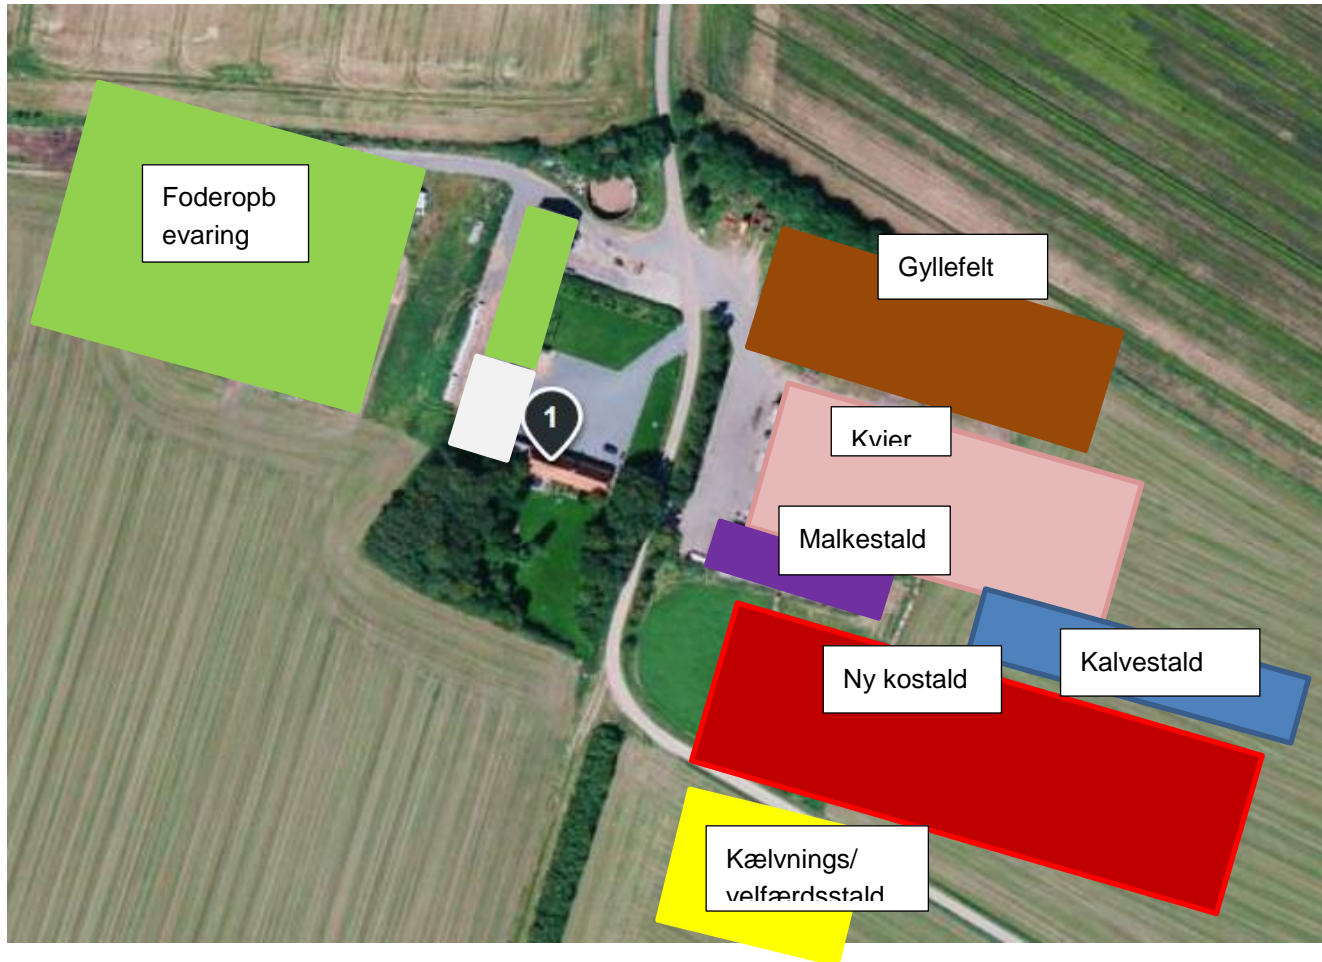 Foderopb
evaring
Gyllefelt
1
Kvier
Malkestald
Ny kostald
Kalvestald
Kælvnings/
velfærdsstald